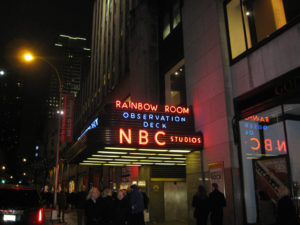 RAINBOW ROOM
OBSERVATION
DECK
NBC STUDIOS